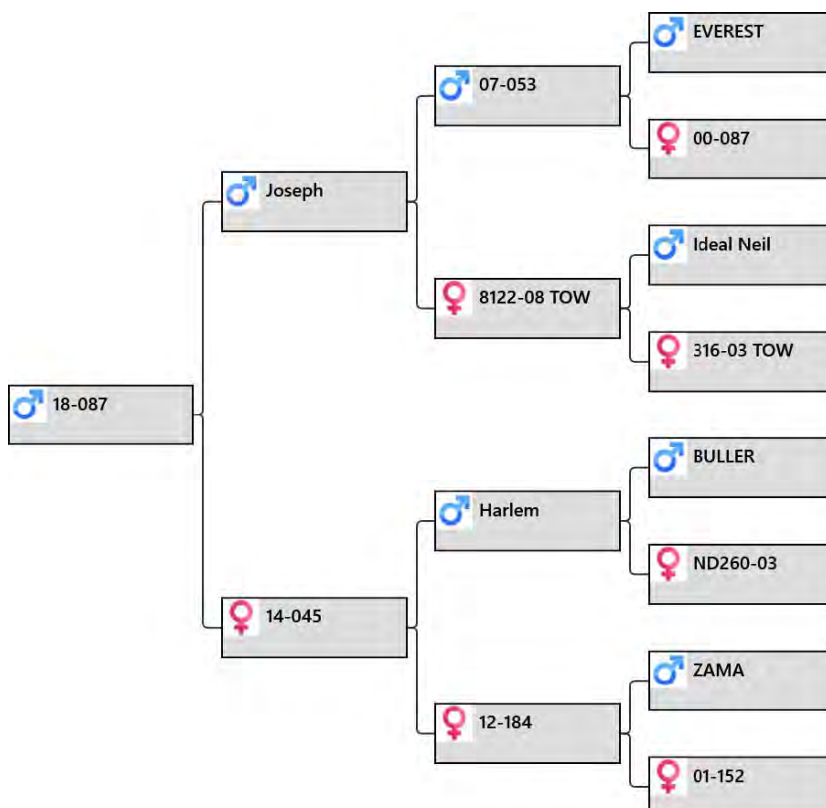 EVEREST
07-053
00-087
Joseph
Ideal Neil
8122-08 TOW
316-03 TOW
18-087
BULLER
Harlem
ND260-03
14-045
ZAMA
12-184
01-152